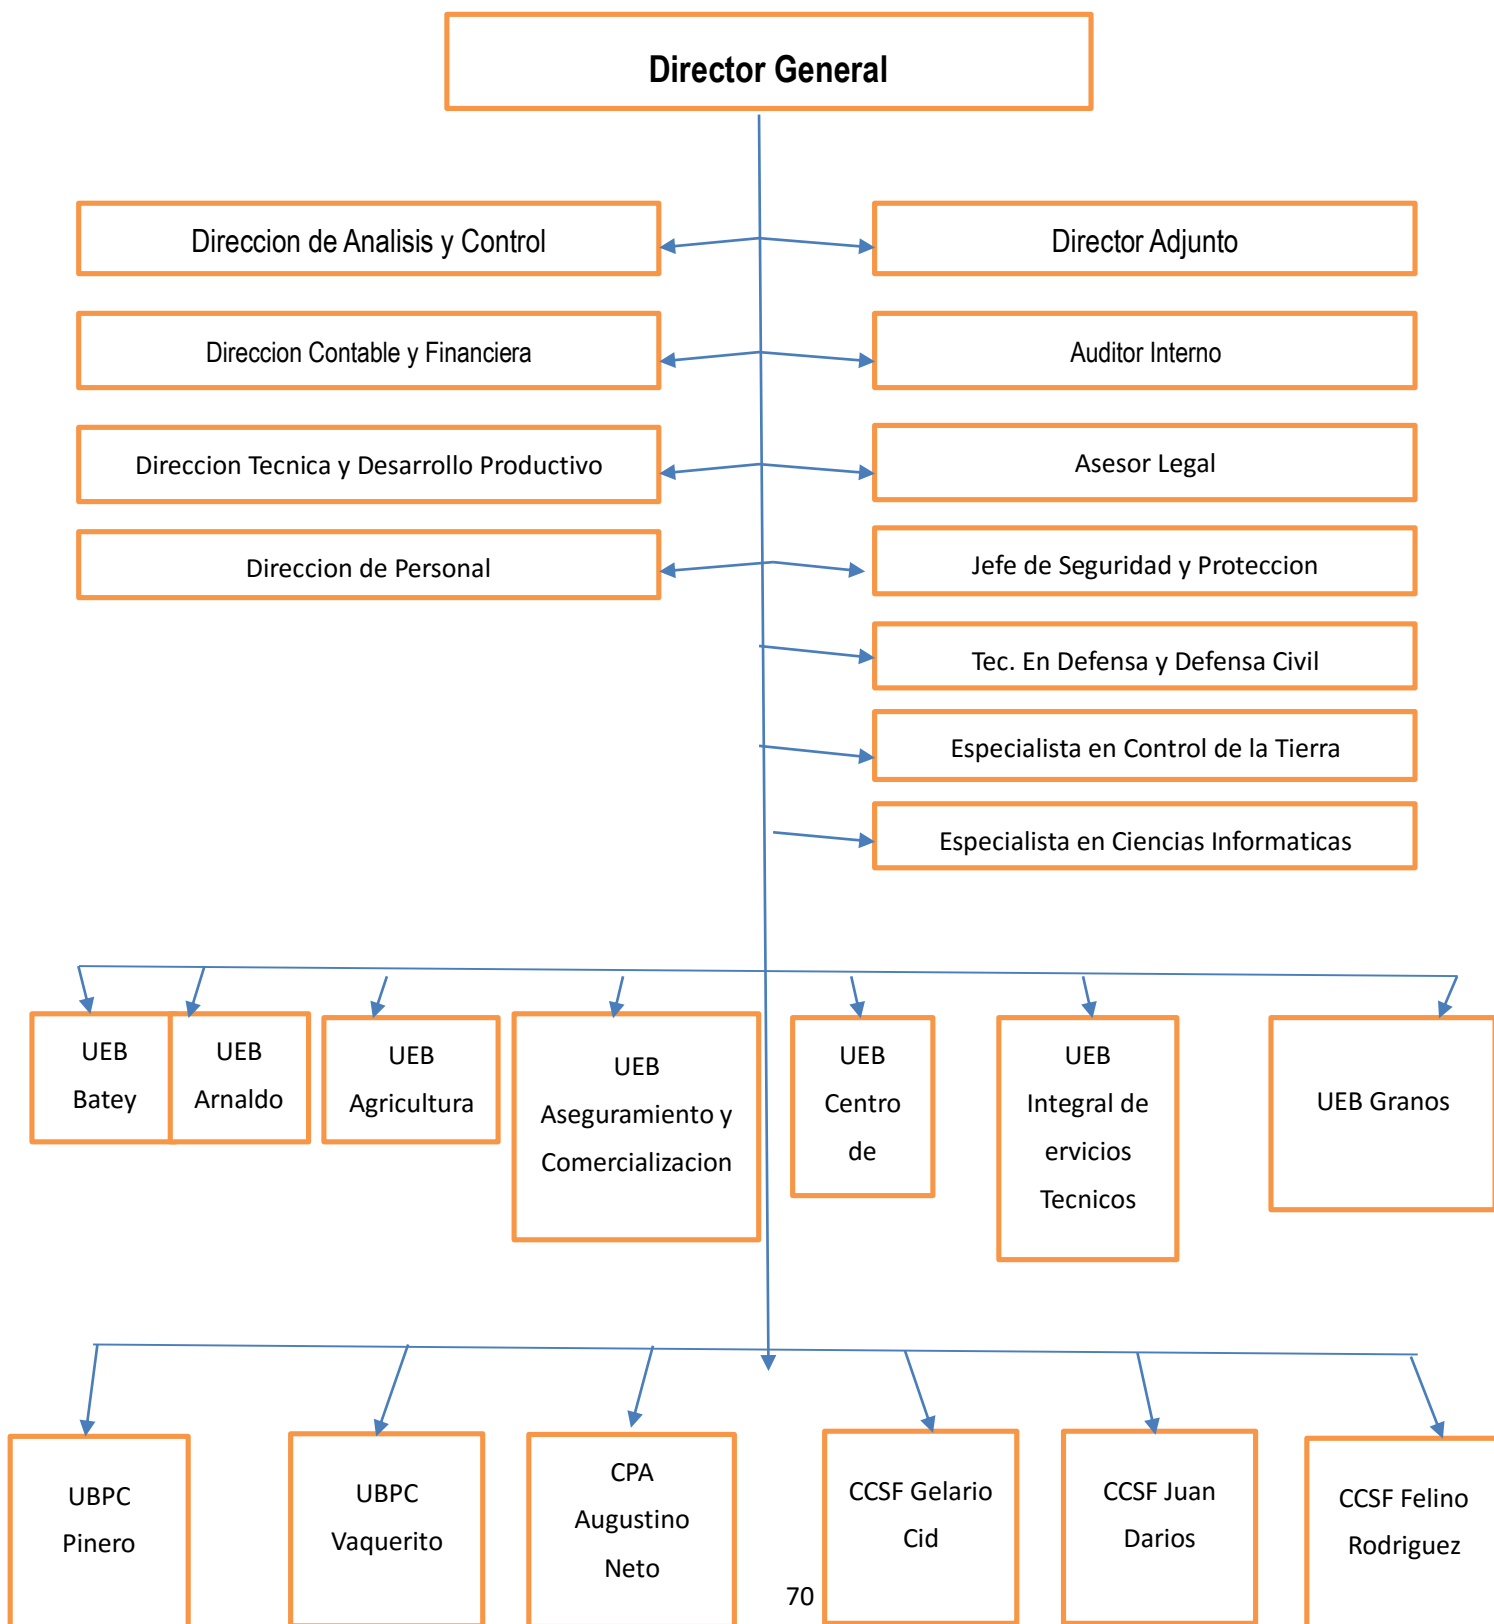 Director General
Direccion de Analisis y Control
Director Adjunto
Direccion Contable y Financiera
Auditor Interno
Direccion Tecnica y Desarrollo Productivo
Asesor Legal
Direccion de Personal
Jefe de Seguridad y Proteccion
Tec. En Defensa y Defensa Civil
Especialista en Control de la Tierra
Especialista en Ciencias Informaticas
UEB
Batey
UEB
Arnaldo
UEB
Agricultura
UEB
Aseguramiento y
Comercializacion
UEB
Centro
de
UEB
Integral de
ervicios
Tecnicos
UEB Granos
UBPC
Pinero
UBPC
Vaquerito
CPA
Augustino
Neto
CCSF Gelario
Cid
CCSF Juan
Darios
CCSF Felino
Rodriguez
70